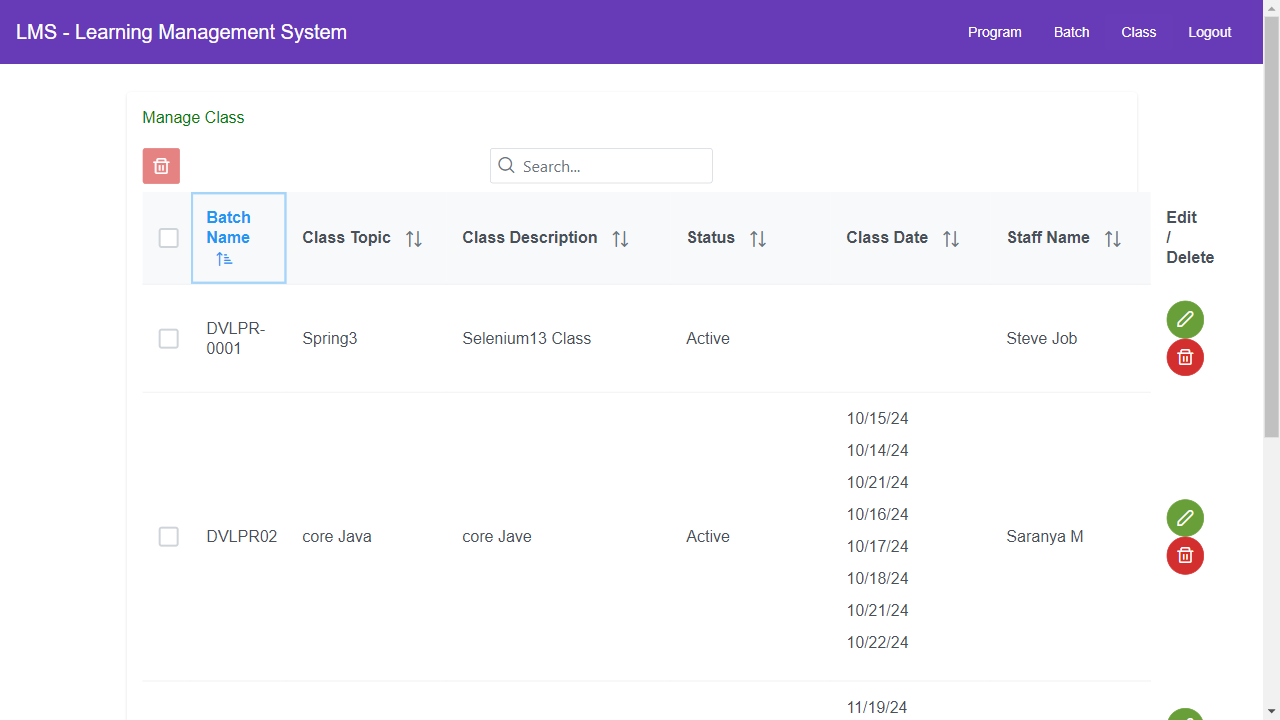 LMS - Learning Management System
Program
Batch
Class
Logout
Manage Class
Search...
Batch
Name
Class Topic
Class Description
Status
Class Date
Staff Name
Edit
/
Delete
DVLPR-
0001
Spring3
Selenium13 Class
Active
Steve Job
DVLPR02
core Java
core Jave
Active
10/15/24
10/14/24
10/21/24
10/16/24
10/17/24
10/18/24
10/21/24
10/22/24
Saranya M
11/19/24